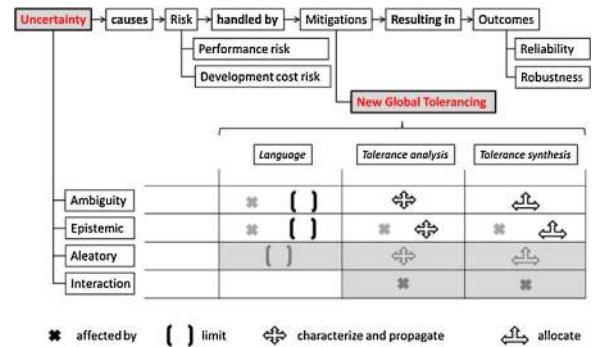 Uncertainty causes Risk handled by Mitigations Resulting in Outcomes
Performance risk
Reliability
Development cost risk
Robustness
New Global Tolerancing
Language Tolerance analysis Tolerance synthesis
Ambiguity
Epistemic
Aleatory
Interaction
affected by limit characterize and propagate allocate